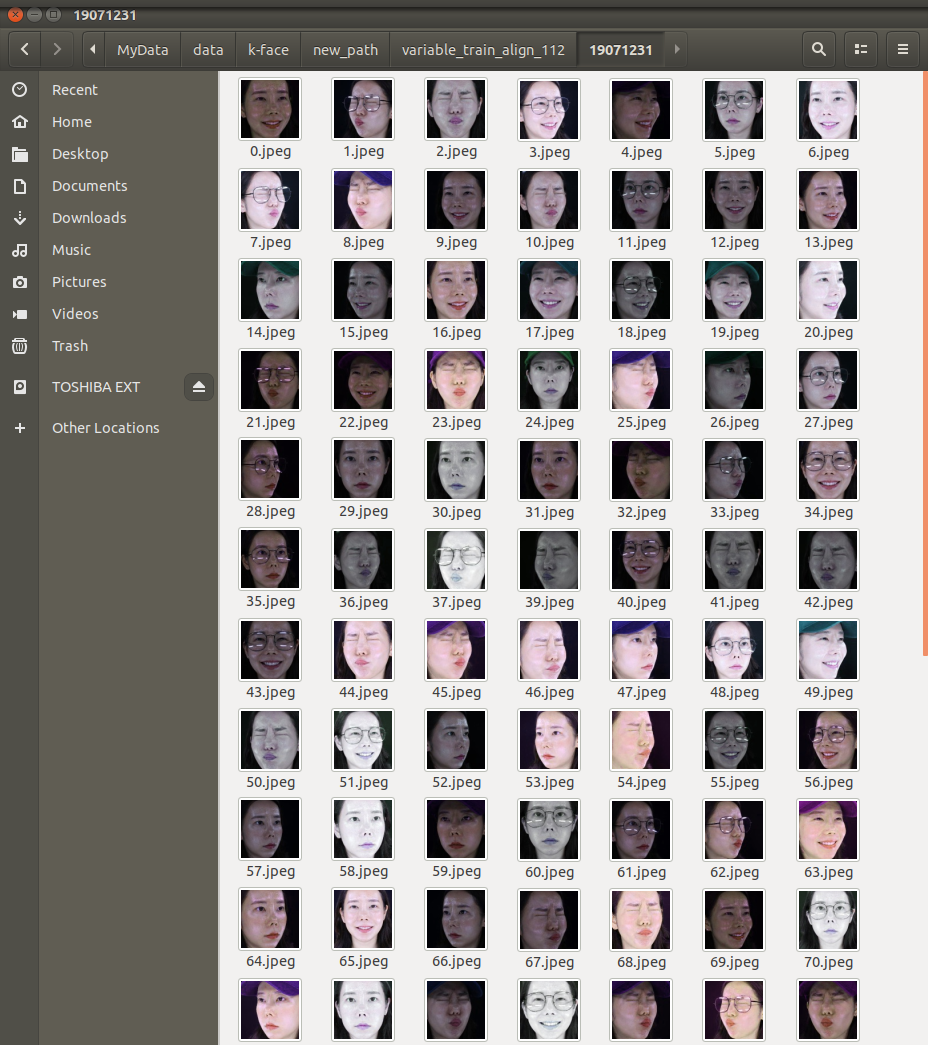 19071231
MyData data k-face new_path variable_train_align_112 19071231
Recent
Home
Desktop
Documents
Downloads
Music
Pictures
Videos
Trash
TOSHIBA EXT
Other Locations
0.jpeg 1.jpeg 2.jpeg 3.jpeg 4.jpeg 5.jpeg 6.jpeg
7.jpeg 8.jpeg 9.jpeg 10.jpeg 11.jpeg 12.jpeg 13.jpeg
14.jpeg 15.jpeg 16.jpeg 17.jpeg 18.jpeg 19.jpeg 20.jpeg
21.jpeg 22.jpeg 23.jpeg 24.jpeg 25.jpeg 26.jpeg 27.jpeg
28.jpeg 29.jpeg 30.jpeg 31.jpeg 32.jpeg 33.jpeg 34.jpeg
35.jpeg 36.jpeg 37.jpeg 39.jpeg 40.jpeg 41.jpeg 42.jpeg
43.jpeg 44.jpeg 45.jpeg 46.jpeg 47.jpeg 48.jpeg 49.jpeg
50.jpeg 51.jpeg 52.jpeg 53.jpeg 54.jpeg 55.jpeg 56.jpeg
57.jpeg 58.jpeg 59.jpeg 60.jpeg 61.jpeg 62.jpeg 63.jpeg
64.jpeg 65.jpeg 66.jpeg 67.jpeg 68.jpeg 69.jpeg 70.jpeg